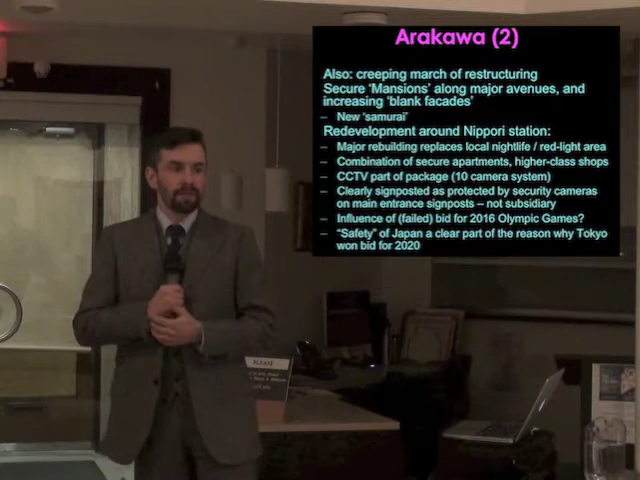 Arakawa (2)
Also: creeping march of restructuring
Secure ‘Mansions’ along major avenues, and
increasing ‘blank facades’
– New ‘samurai’
Redevelopment around Nippori station:
– Major rebuilding replaces local nightlife / red-light area
– Combination of secure apartments, higher-class shops
– CCTV part of package (10 camera system)
– Clearly signposted as protected by security cameras
on main entrance signposts – not subsidiary
– Influence of (failed) bid for 2016 Olympic Games?
– “Safety” of Japan a clear part of the reason why Tokyo
won bid for 2020
PLEASE